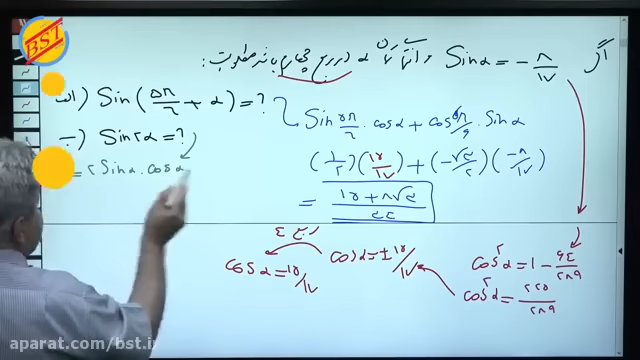 اگر Sinα = - ۸/۱۷ و انتهای کمان α در ربع چهارم باشد مطلوبست:
الف) Sin(۵π/۶ + α) = ?
Sin ۵π/۶ . cosα + cos ۵π/۶ . Sinα
ب) Sin۲α = ?
= ۲Sinα . cosα
(۱/۲)(۱۵/۱۷) + (-√۳/۲)(-۸/۱۷)
= ۱۵+۸√۳/۳۴
cos²α = 1 - ۶۴/۲۸۹
cos²α = ۲۲۵/۲۸۹
cosα = ± ۱۵/۱۷
ربع ۴
cosα = ۱۵/۱۷
BST
aparat.com/bst.i